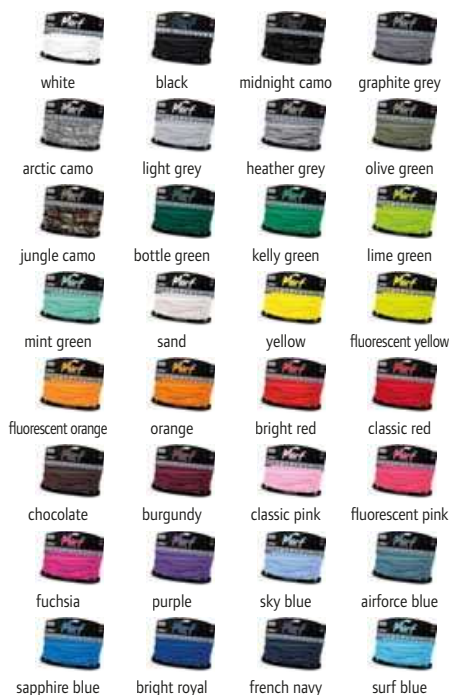 white black midnight camo graphite grey
arctic camo light grey heather grey olive green
jungle camo bottle green kelly green lime green
mint green sand yellow fluorescent yellow
fluorescent orange orange bright red classic red
chocolate burgundy classic pink fluorescent pink
fuchsia purple sky blue airforce blue
sapphire blue bright royal french navy surf blue